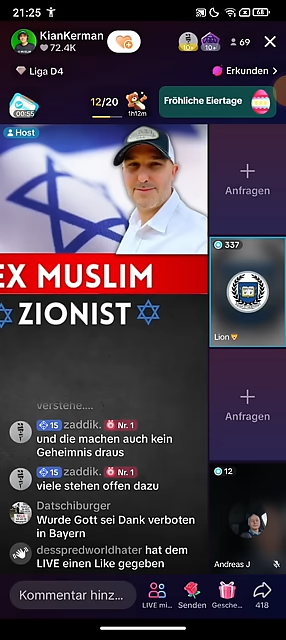 21:25
68
KianKerman
72.4K
10+
10+
69
Liga D4
Erkunden
00:55
12/20
1h12m
Fröhliche Eiertage
Host
Anfragen
EX MUSLIM
ZIONIST
337
Lion
Anfragen
verstehe....
15 zaddik. Nr. 1
und die machen auch kein
Geheimnis draus
15 zaddik. Nr. 1
viele stehen offen dazu
Datschiburger
Wurde Gott sei Dank verboten
in Bayern
desspredworldhater hat dem
LIVE einen Like gegeben
12
Andreas J
Kommentar hinz...
LIVE mi...
Senden
Gesche...
418